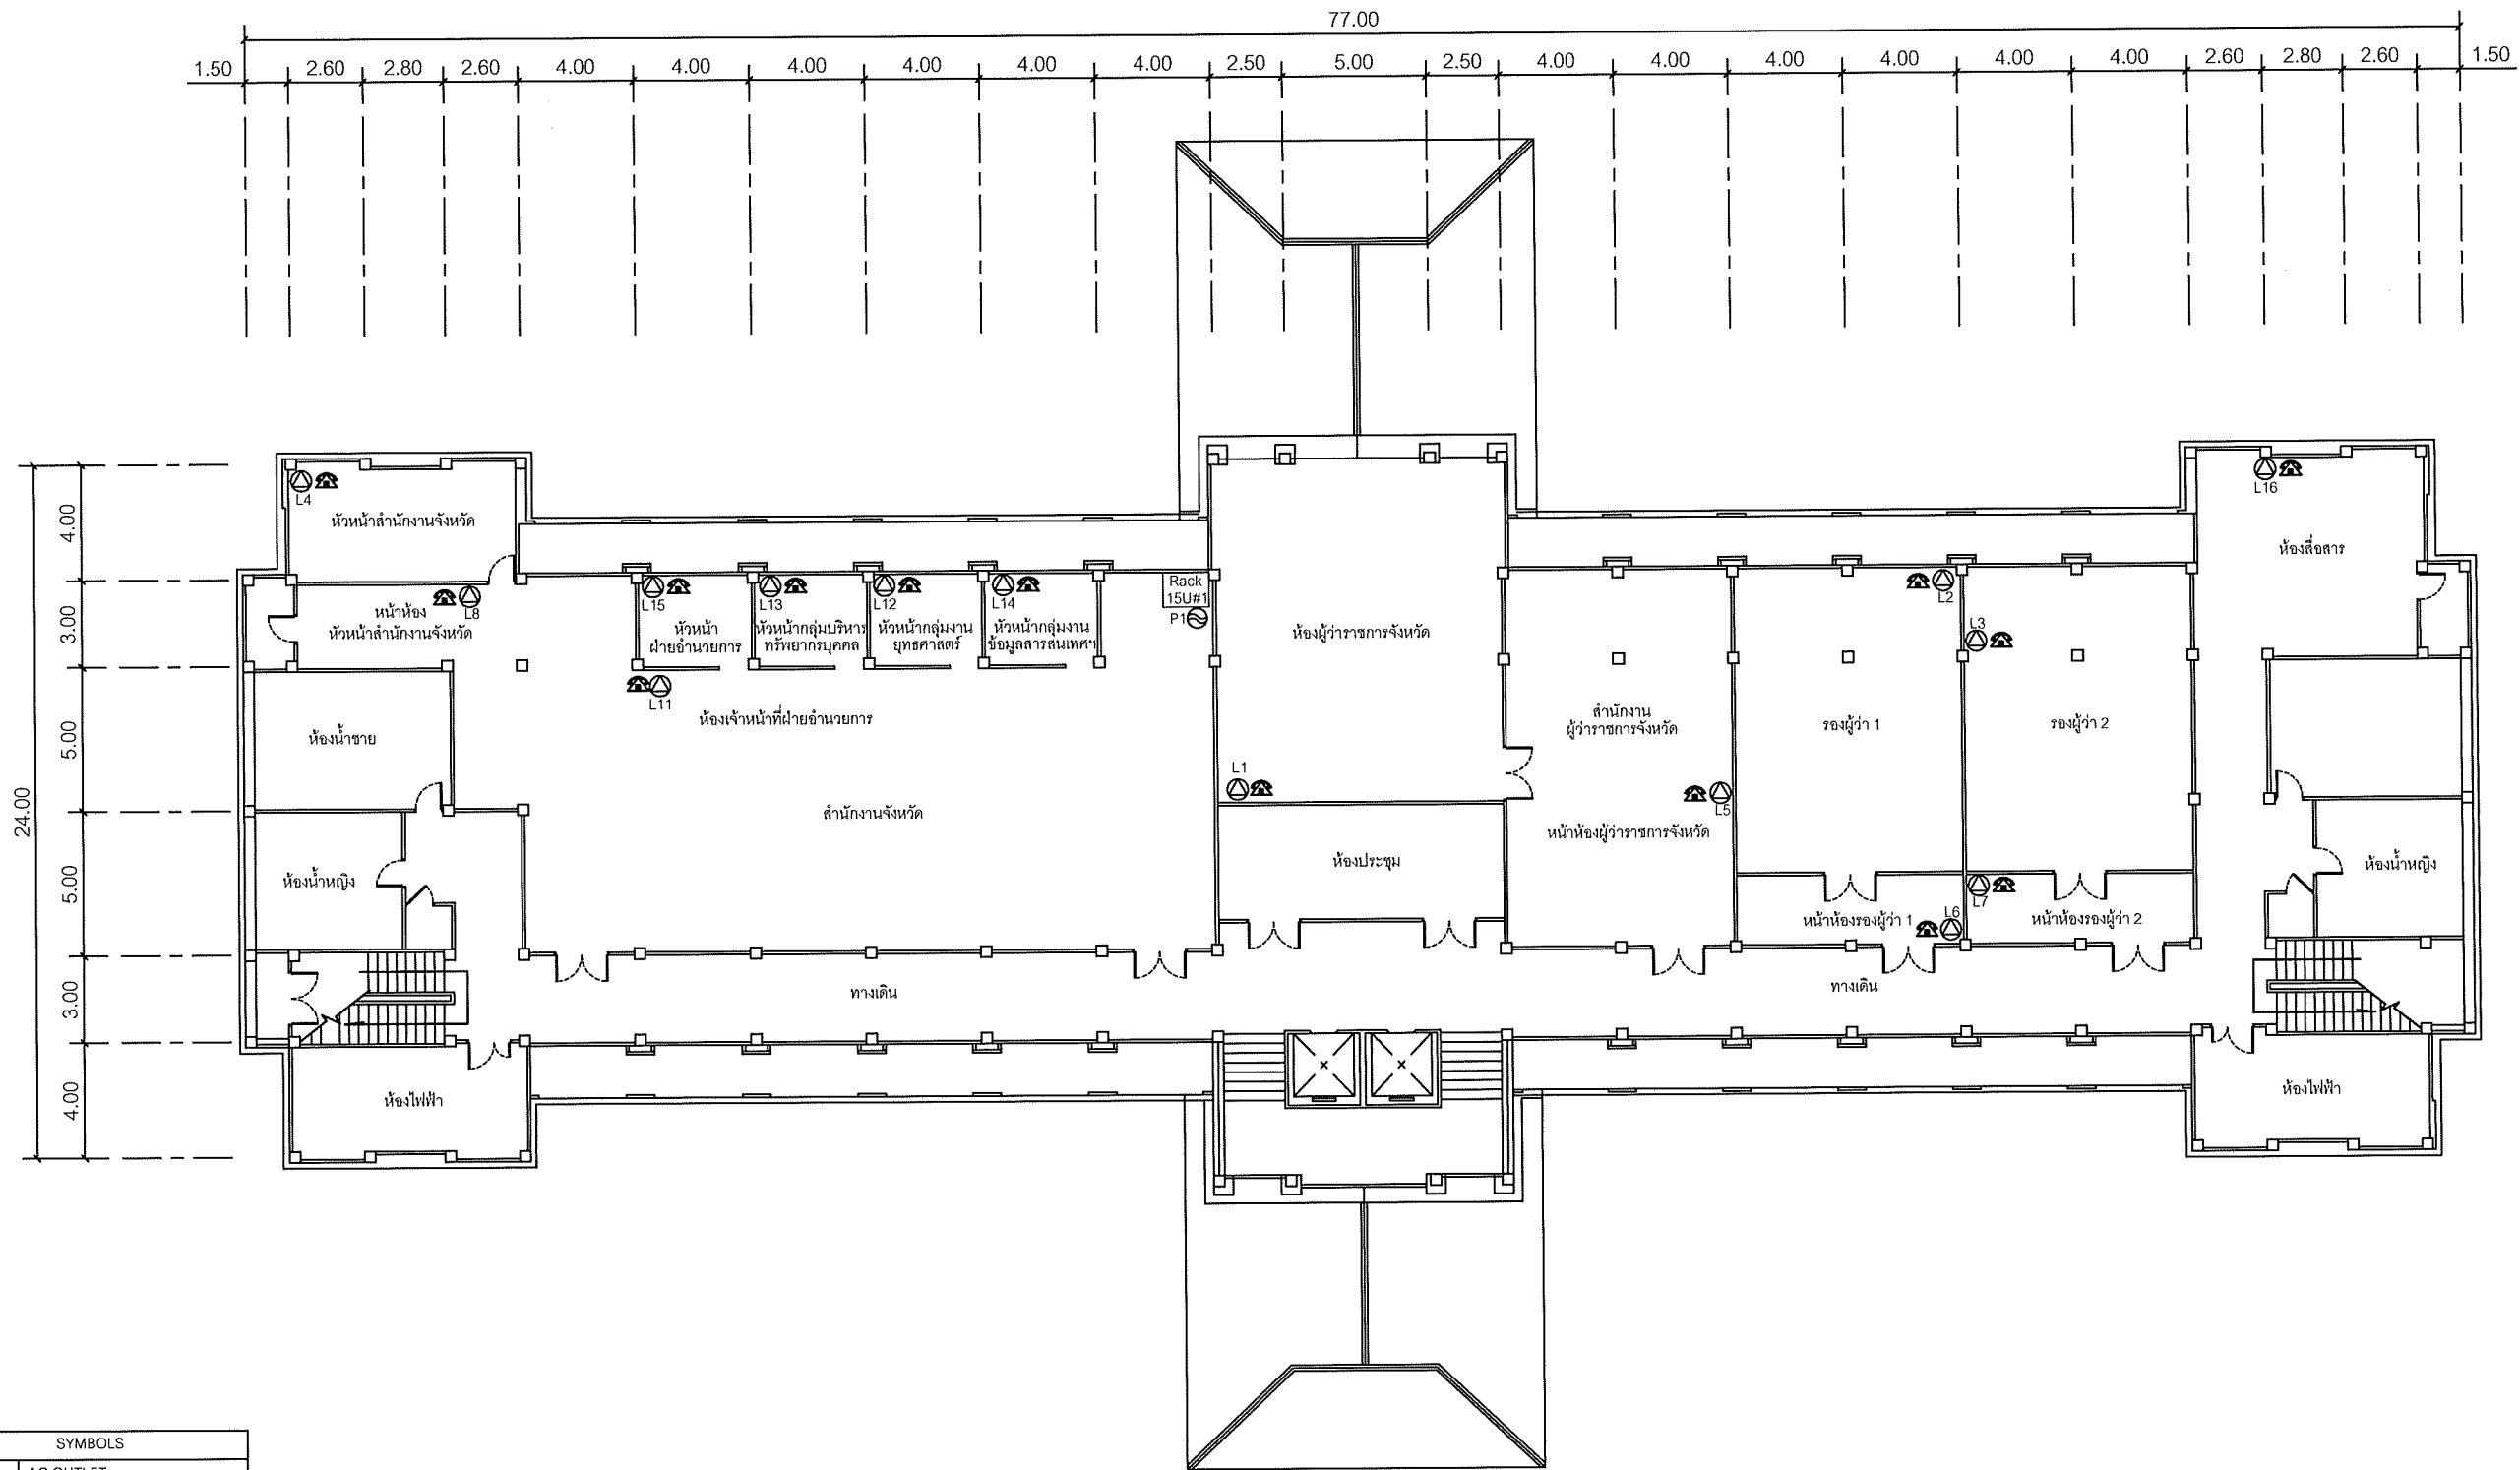 77.00
1.50 2.60 2.80 2.60 4.00 4.00 4.00 4.00 4.00 4.00 2.50 5.00 2.50 4.00 4.00 4.00 4.00 4.00 4.00 2.60 2.80 2.60 1.50
24.00
4.00
3.00
5.00
5.00
3.00
4.00
L4
หัวหน้าสำนักงานจังหวัด
L8
หน้าห้อง
หัวหน้าสำนักงานจังหวัด
L15
หัวหน้า
ฝ่ายอำนวยการ
L13
หัวหน้ากลุ่มบริหาร
ทรัพยากรบุคคล
L12
หัวหน้ากลุ่มงาน
ยุทธศาสตร์
L14
หัวหน้ากลุ่มงาน
ข้อมูลสารสนเทศฯ
Rack
15U#1
P1
L11
ห้องเจ้าหน้าที่ฝ่ายอำนวยการ
สำนักงานจังหวัด
ห้องน้ำชาย
ห้องน้ำหญิง
ห้องไฟฟ้า
ทางเดิน
ห้องผู้ว่าราชการจังหวัด
L1
ห้องประชุม
สำนักงาน
ผู้ว่าราชการจังหวัด
L5
หน้าห้องผู้ว่าราชการจังหวัด
L2
รองผู้ว่า 1
L3
รองผู้ว่า 2
L6
หน้าห้องรองผู้ว่า 1
L7
หน้าห้องรองผู้ว่า 2
ทางเดิน
L16
ห้องสื่อสาร
ห้องน้ำหญิง
ห้องไฟฟ้า
SYMBOLS
AC OUTLET